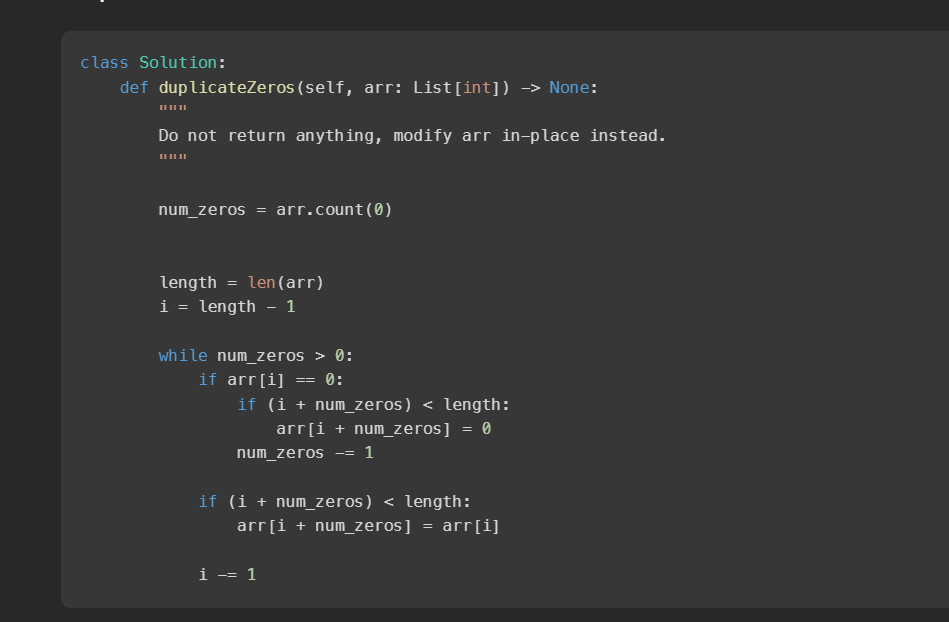 class Solution:
    def duplicateZeros(self, arr: List[int]) -> None:
        """
        Do not return anything, modify arr in-place instead.
        """
        num_zeros = arr.count(0)
        length = len(arr)
        i = length - 1
        while num_zeros > 0:
            if arr[i] == 0:
                if (i + num_zeros) < length:
                    arr[i + num_zeros] = 0
                num_zeros -= 1
            if (i + num_zeros) < length:
                arr[i + num_zeros] = arr[i]
            i -= 1